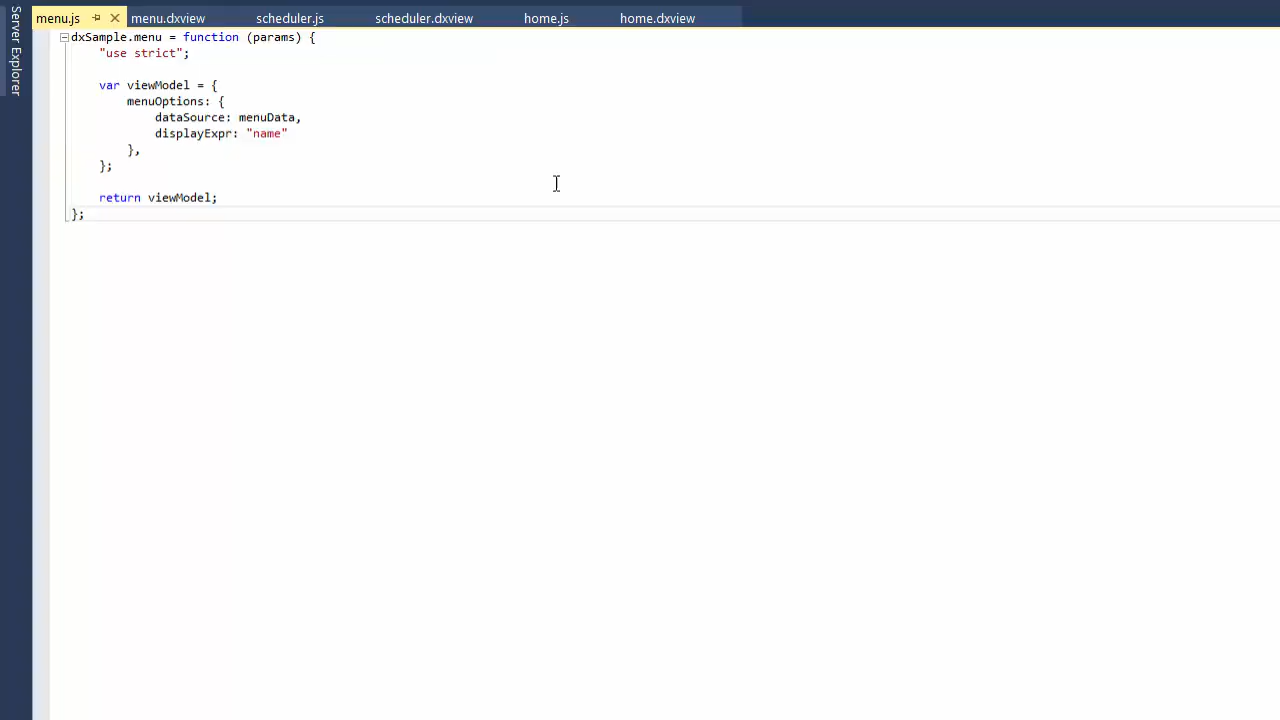 Server Explorer
menu.js
menu.dxview
scheduler.js
scheduler.dxview
home.js
home.dxview
dxSample.menu = function (params) {
    "use strict";
    var viewModel = {
        menuOptions: {
            dataSource: menuData,
            displayExpr: "name"
        },
    };
    return viewModel;
};